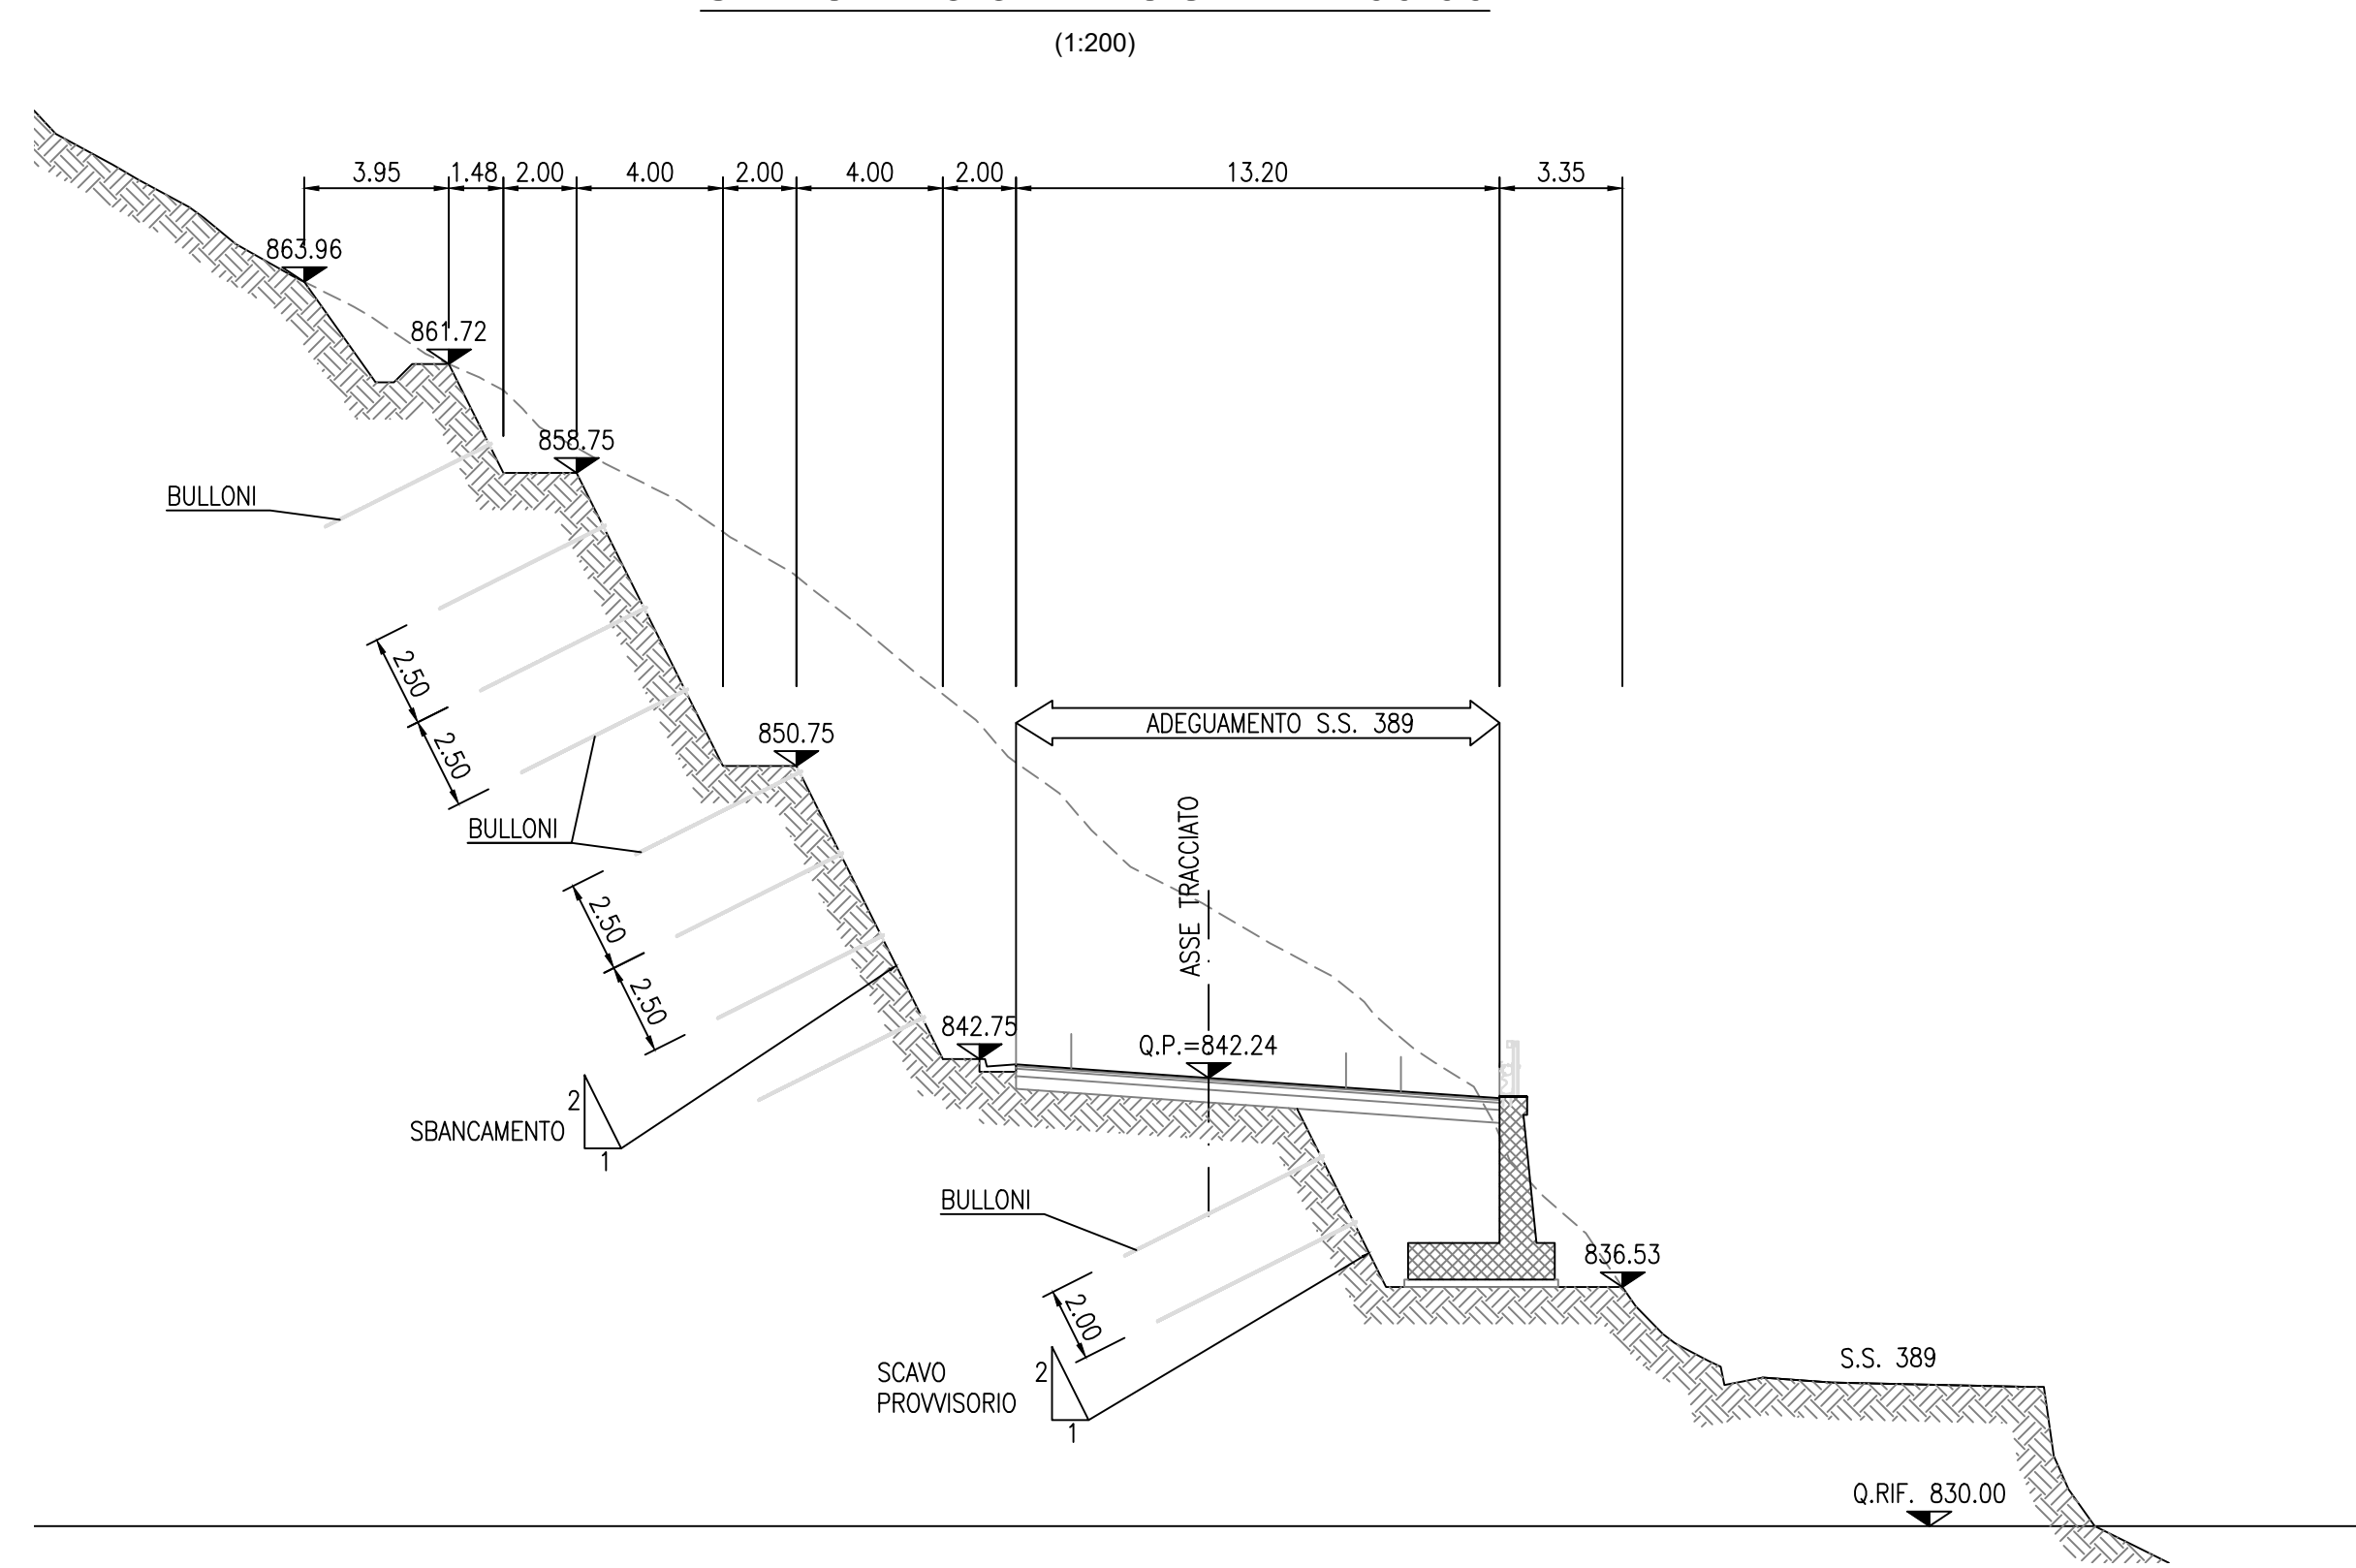 (1:200)
3.95 1.48 2.00 4.00 2.00 4.00 2.00 13.20 3.35
863.96
861.72
858.75
BULLONI
2.50
2.50
850.75
ADEGUAMENTO S.S. 389
BULLONI
ASSE TRACCIATO
2.50
2.50
842.75
Q.P.=842.24
2
SBANCAMENTO
1
BULLONI
836.53
2.00
SCAVO
PROVVISORIO
2
1
S.S. 389
Q.RIF. 830.00